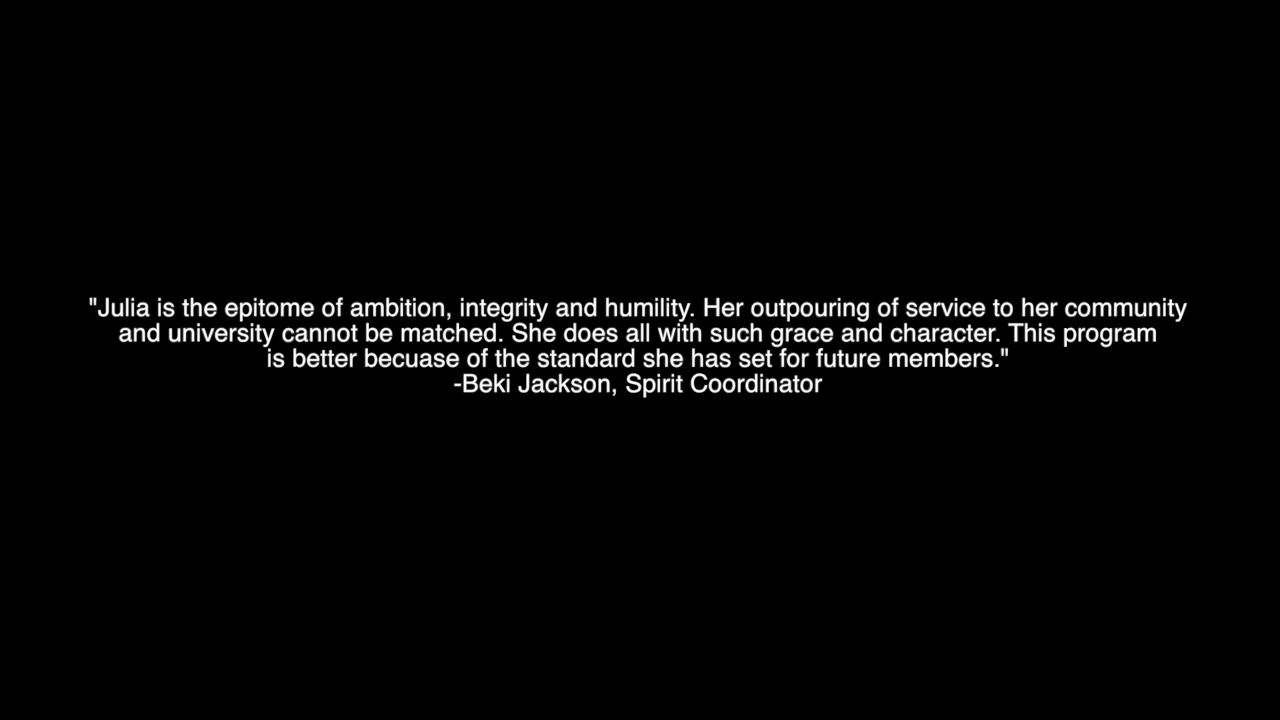 "Julia is the epitome of ambition, integrity and humility. Her outpouring of service to her community
and university cannot be matched. She does all with such grace and character. This program
is better becuase of the standard she has set for future members."
-Beki Jackson, Spirit Coordinator